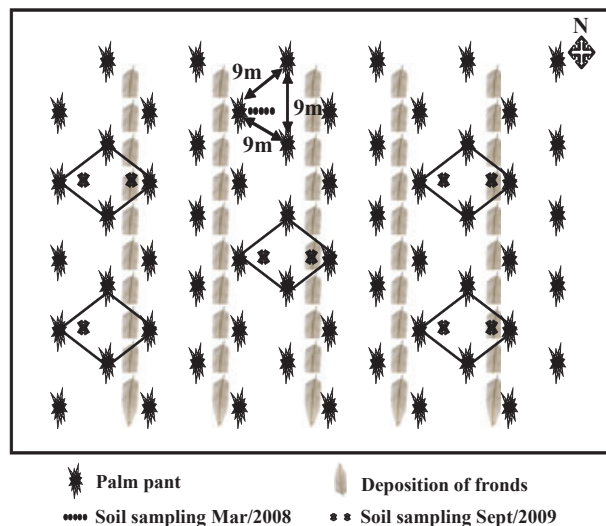 N
9m
9m
9m
Palm pant
Deposition of fronds
Soil sampling Mar/2008
Soil sampling Sept/2009